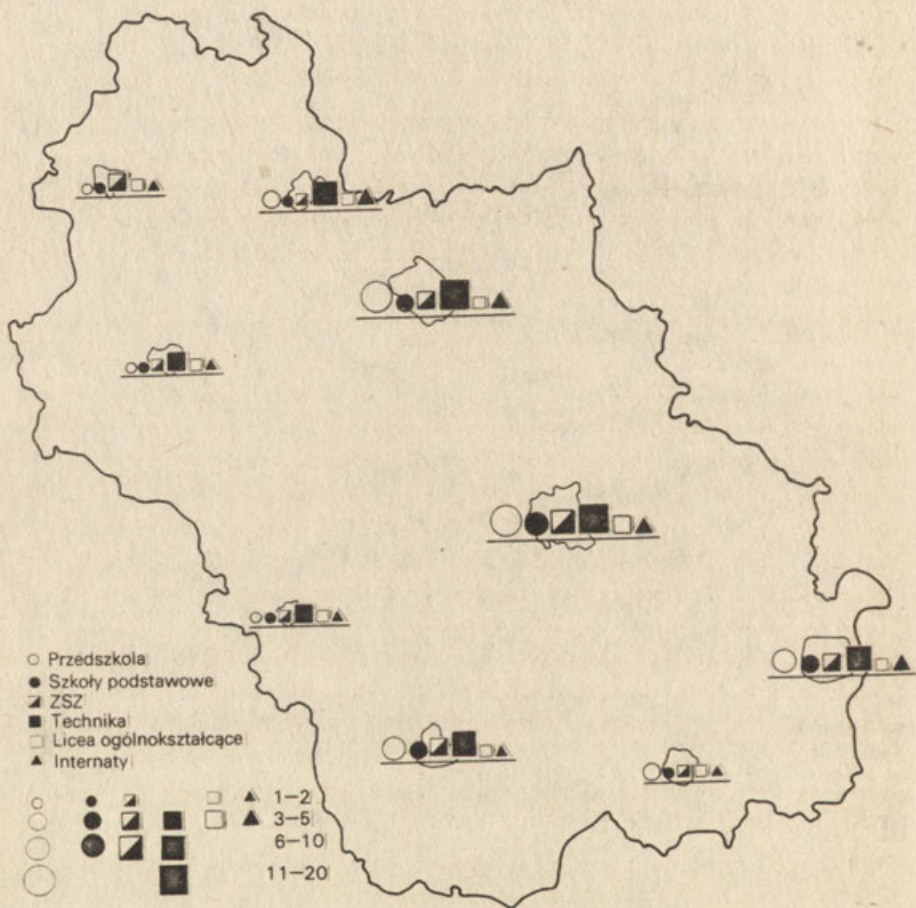 Przedszkola
Szkoły podstawowe
ZSZ
Technika
Licea ogólnokształcące
Internaty
1—2
3—5
6—10
11—20